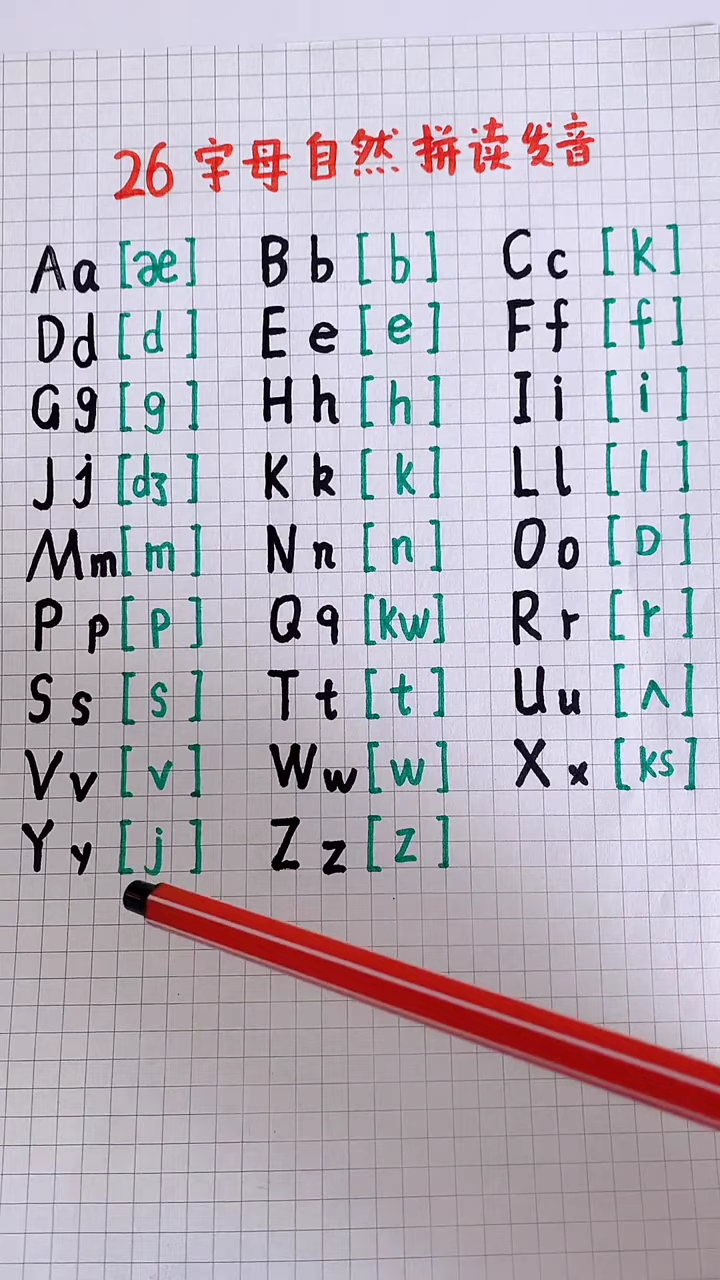 26字母自然拼读发音
Aa [æ] Bb [b] Cc [k]
Dd [d] Ee [e] Ff [f]
Gg [g] Hh [h] Ii [i]
Jj [dʒ] Kk [k] Ll [l]
Mm [m] Nn [n] Oo [ɒ]
Pp [p] Qq [kw] Rr [r]
Ss [s] Tt [t] Uu [ʌ]
Vv [v] Ww [w] Xx [ks]
Yy [j] Zz [z]